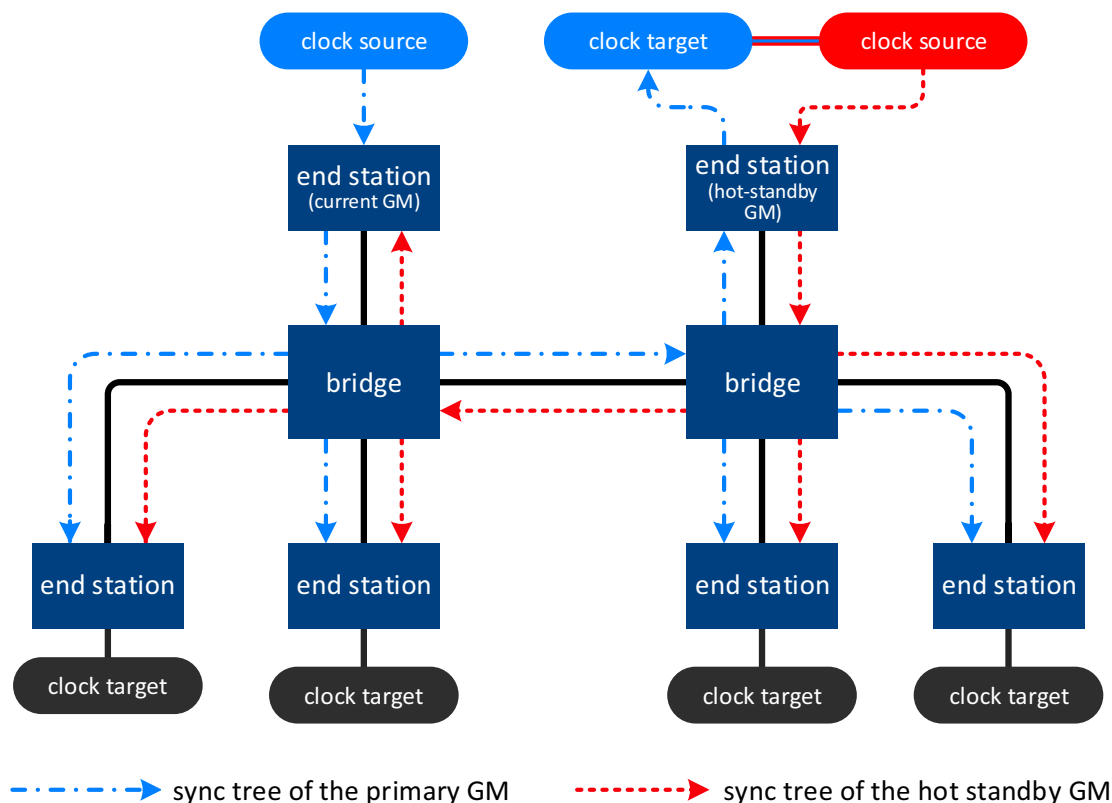 clock source
clock target
clock source
end station
(current GM)
end station
(hot-standby
GM)
bridge
bridge
end station
end station
end station
end station
clock target
clock target
clock target
clock target
sync tree of the primary GM
sync tree of the hot standby GM